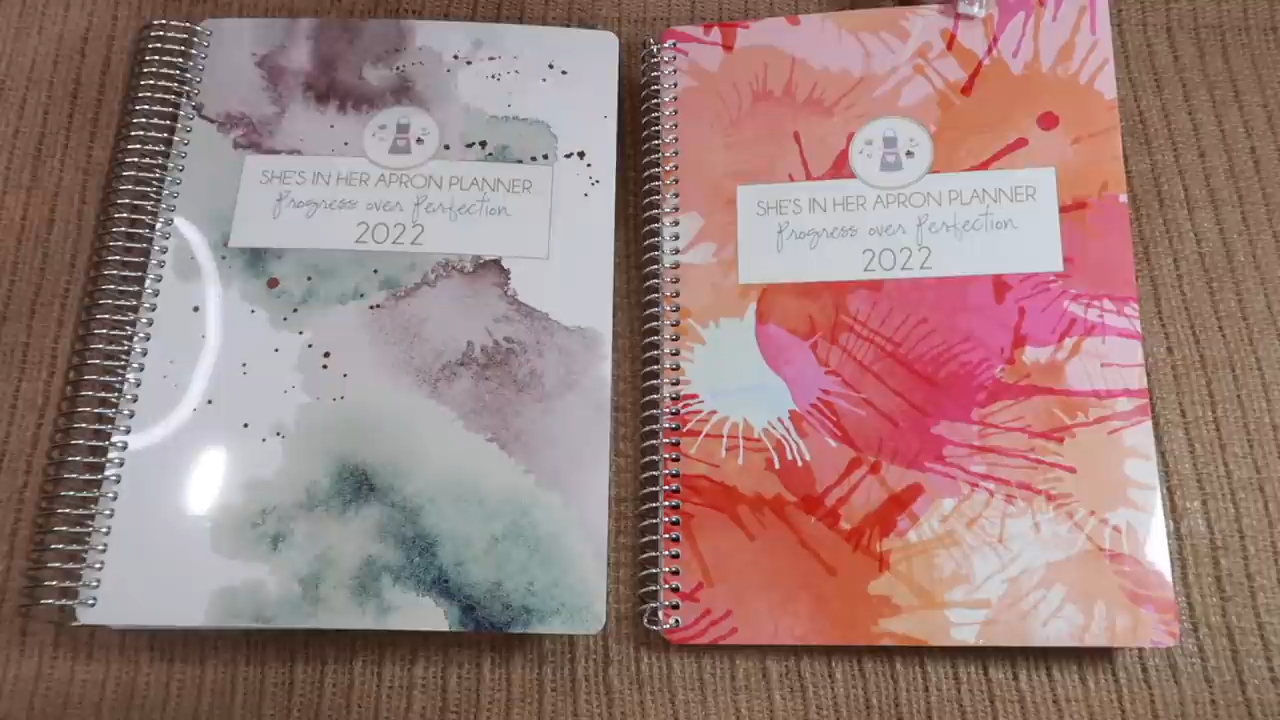 SHE'S IN HER APRON PLANNER
Progress over Perfection
2022
SHE'S IN HER APRON PLANNER
Progress over Perfection
2022